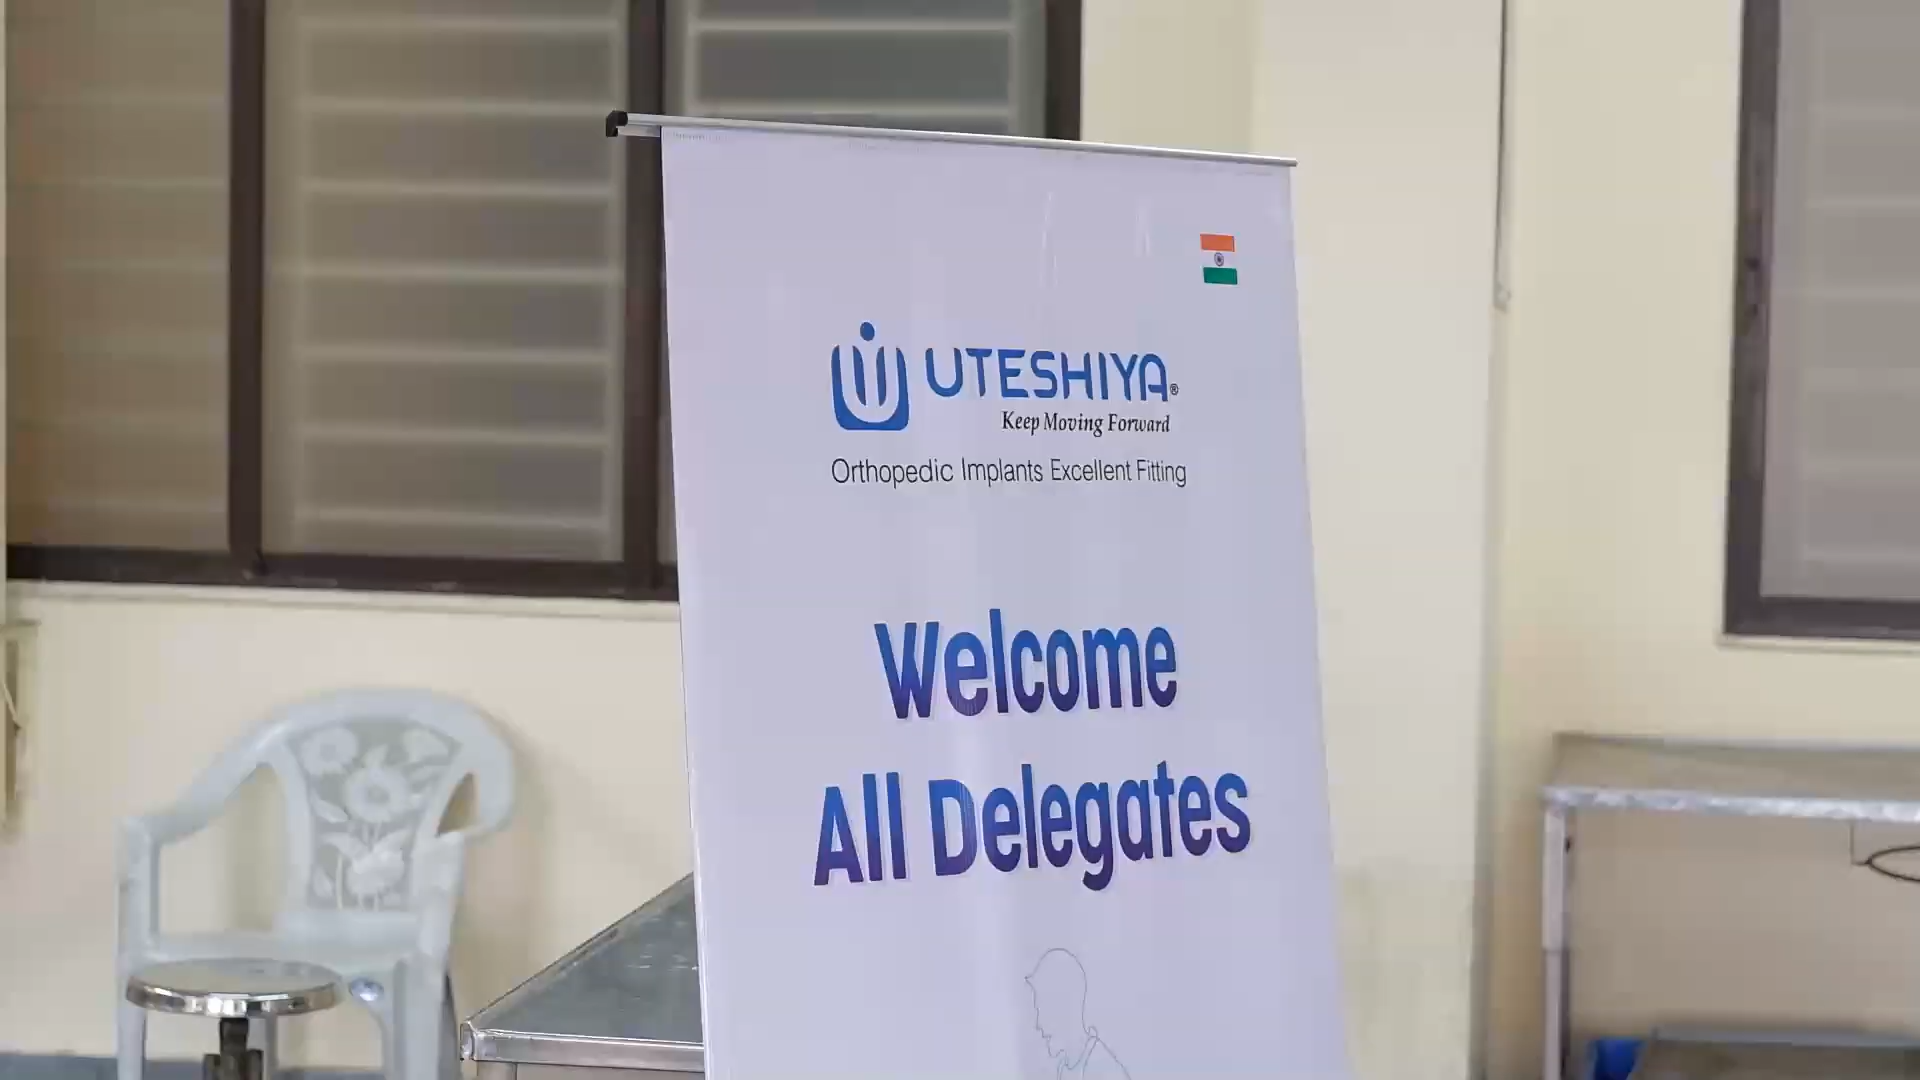 UTESHIYA®
Keep Moving Forward
Orthopedic Implants Excellent Fitting
Welcome
All Delegates